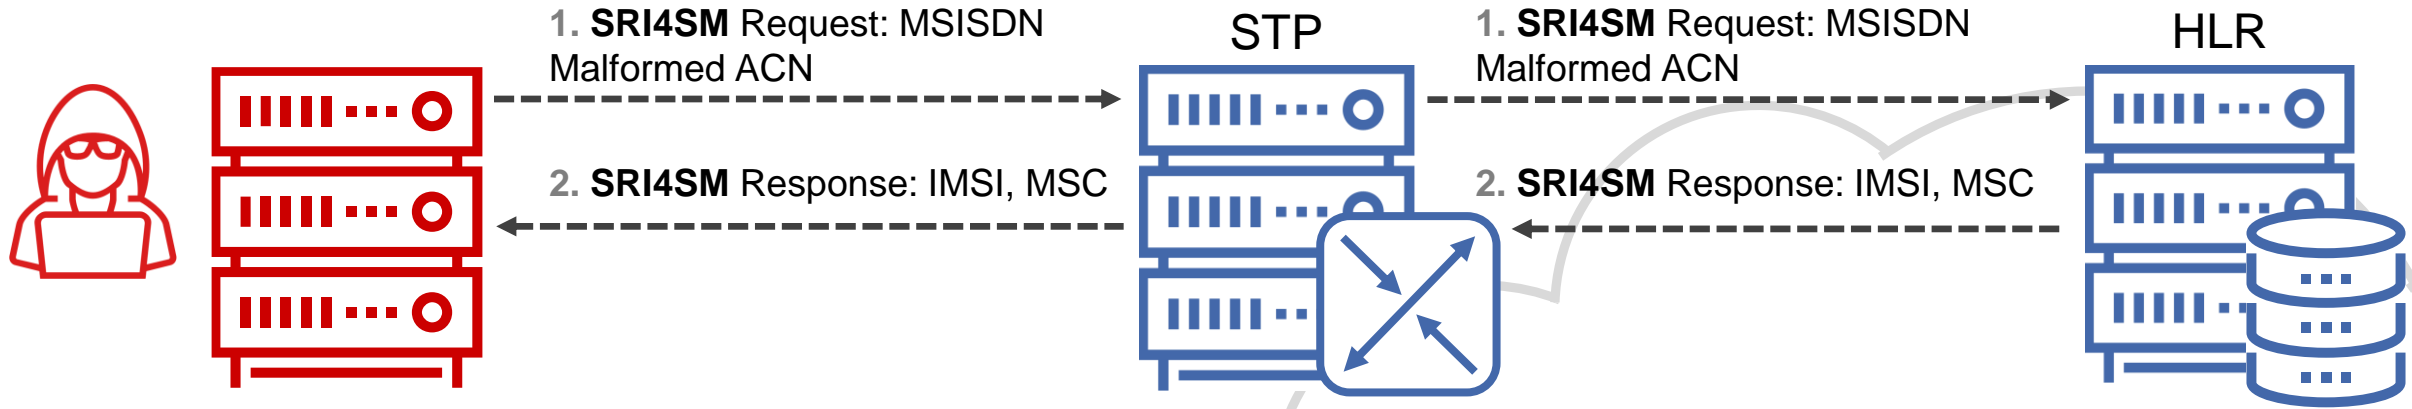 1. SRI4SM Request: MSISDN
Malformed ACN
STP
1. SRI4SM Request: MSISDN
Malformed ACN
HLR
2. SRI4SM Response: IMSI, MSC
2. SRI4SM Response: IMSI, MSC